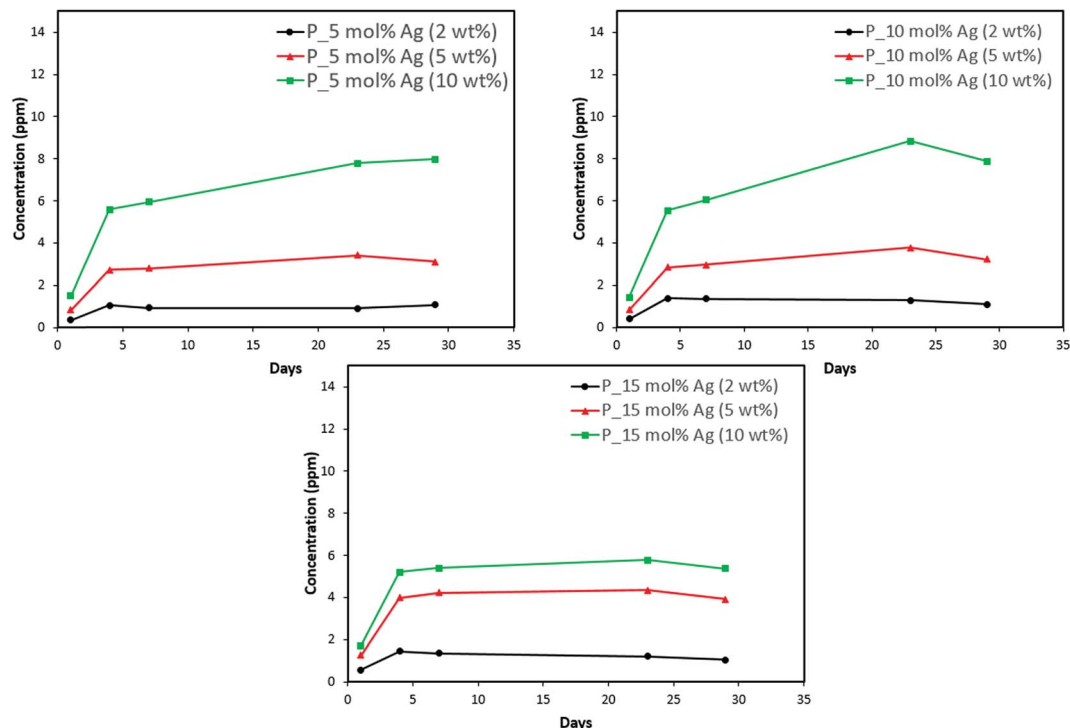 P_5 mol% Ag (2 wt%)
P_5 mol% Ag (5 wt%)
P_5 mol% Ag (10 wt%)
Concentration (ppm)
14
12
10
8
6
4
2
0
0 5 10 15 20 25 30 35
Days
P_10 mol% Ag (2 wt%)
P_10 mol% Ag (5 wt%)
P_10 mol% Ag (10 wt%)
Concentration (ppm)
14
12
10
8
6
4
2
0
0 5 10 15 20 25 30 35
Days
P_15 mol% Ag (2 wt%)
P_15 mol% Ag (5 wt%)
P_15 mol% Ag (10 wt%)
Concentration (ppm)
14
12
10
8
6
4
2
0
0 5 10 15 20 25 30 35
Days